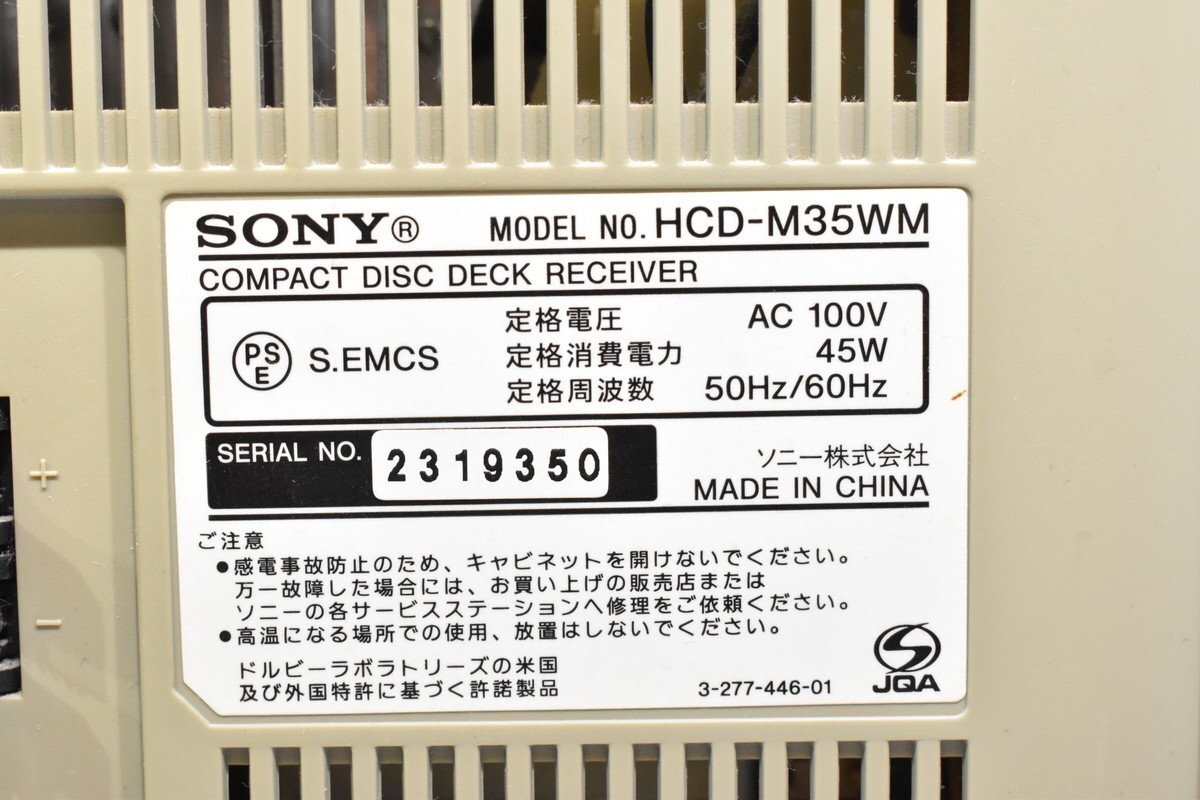 SONY® MODEL NO. HCD-M35WM
COMPACT DISC DECK RECEIVER
PSE S.EMCS
定格電圧 AC 100V
定格消費電力 45W
定格周波数 50Hz/60Hz
SERIAL NO. 2319350
ソニー株式会社
MADE IN CHINA
ご注意
●感電事故防止のため、キャビネットを開けないでください。
万一故障した場合には、お買い上げの販売店または
ソニーの各サービスステーションへ修理をご依頼ください。
●高温になる場所での使用、放置はしないでください。
ドルビーラボラトリーズの米国
及び外国特許に基づく許諾製品
3-277-446-01
JQA
+
−